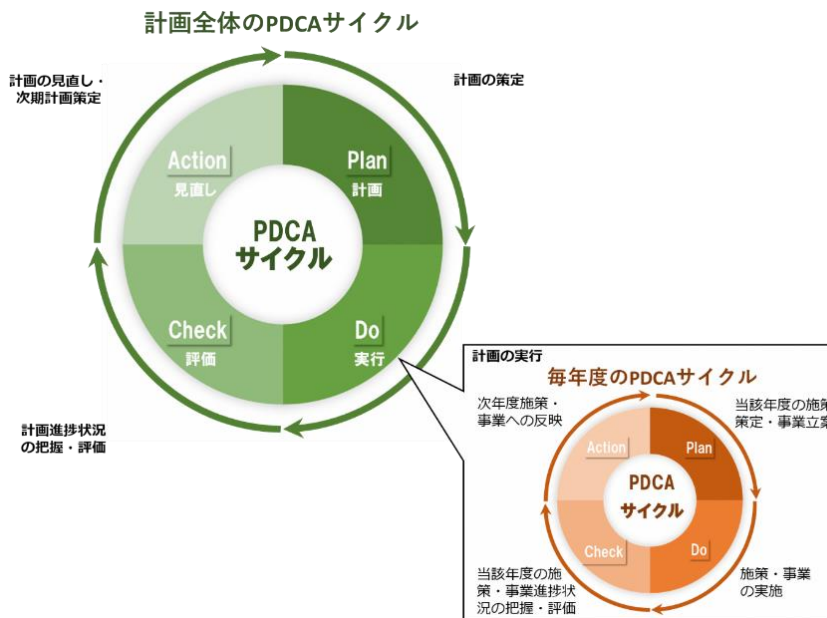 計画全体のPDCAサイクル
計画の見直し・
次期計画策定
計画の策定
Action
見直し
Plan
計画
PDCA
サイクル
Check
評価
Do
実行
計画進捗状況
の把握・評価
計画の実行
毎年度のPDCAサイクル
次年度施策・
事業への反映
当該年度の施策
策定・事業立案
Action
Plan
PDCA
サイクル
Check
Do
当該年度の施
策・事業進捗状
況の把握・評価
施策・事業
の実施